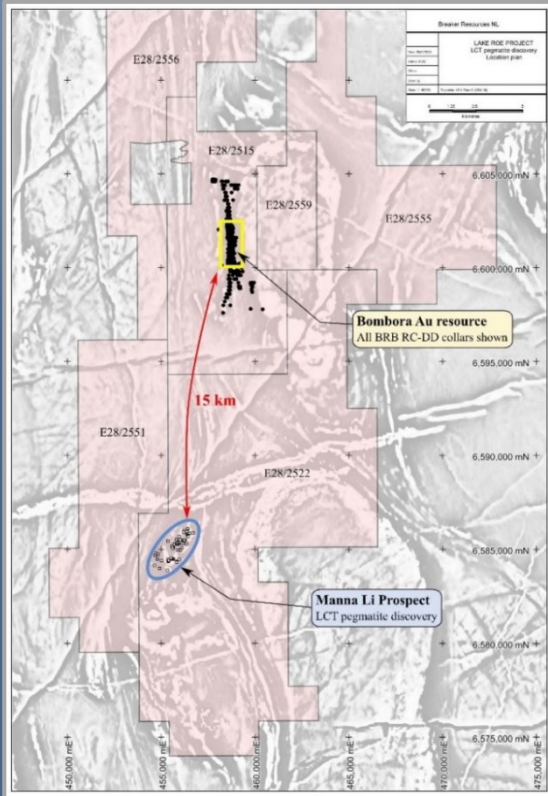 Breaker Resources NL
LAKE ROE PROJECT
LCT pegmatite discovery
Location plan
E28/2556
E28/2515
E28/2559
E28/2555
6,605,000 mN
6,600,000 mN
Bombora Au resource
All BRB RC-DD collars shown
6,595,000 mN
15 km
E28/2551
E28/2522
6,590,000 mN
6,585,000 mN
Manna Li Prospect
LCT pegmatite discovery
6,580,000 mN
6,575,000 mN
450,000 mE
455,000 mE
460,000 mE
465,000 mE
470,000 mE
475,000 mE